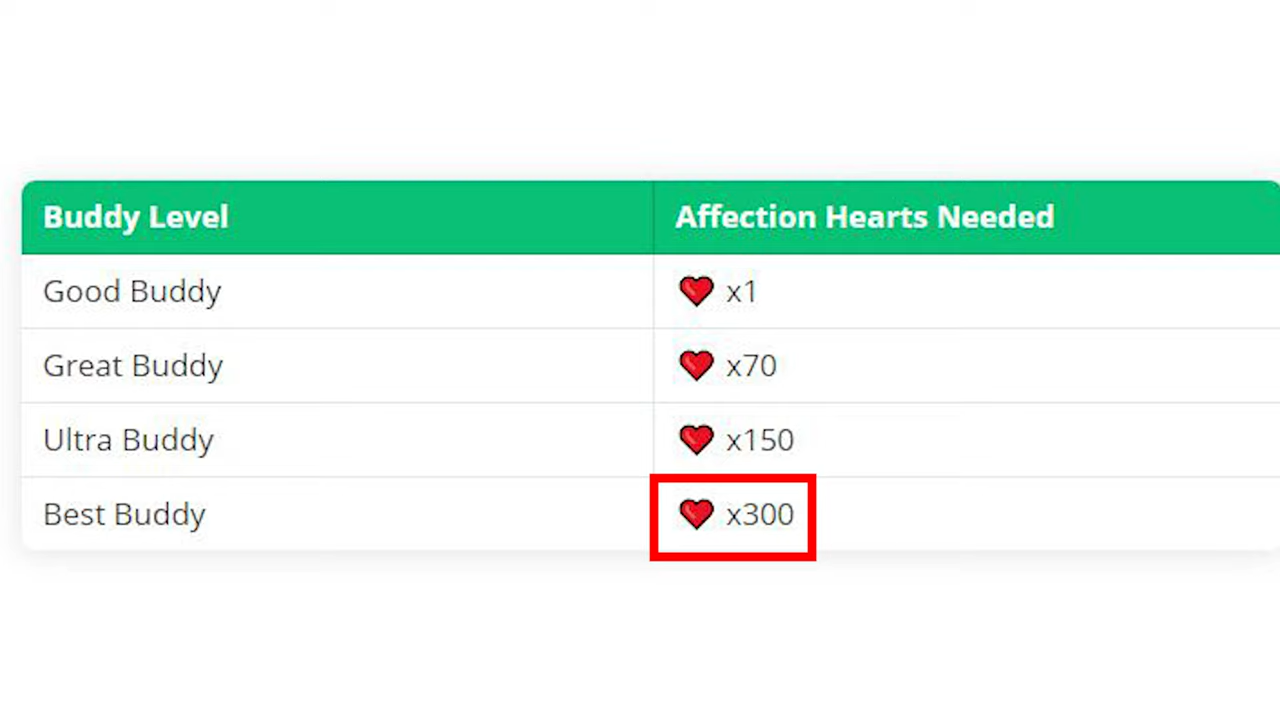 Buddy Level Affection Hearts Needed
Good Buddy x1
Great Buddy x70
Ultra Buddy x150
Best Buddy x300